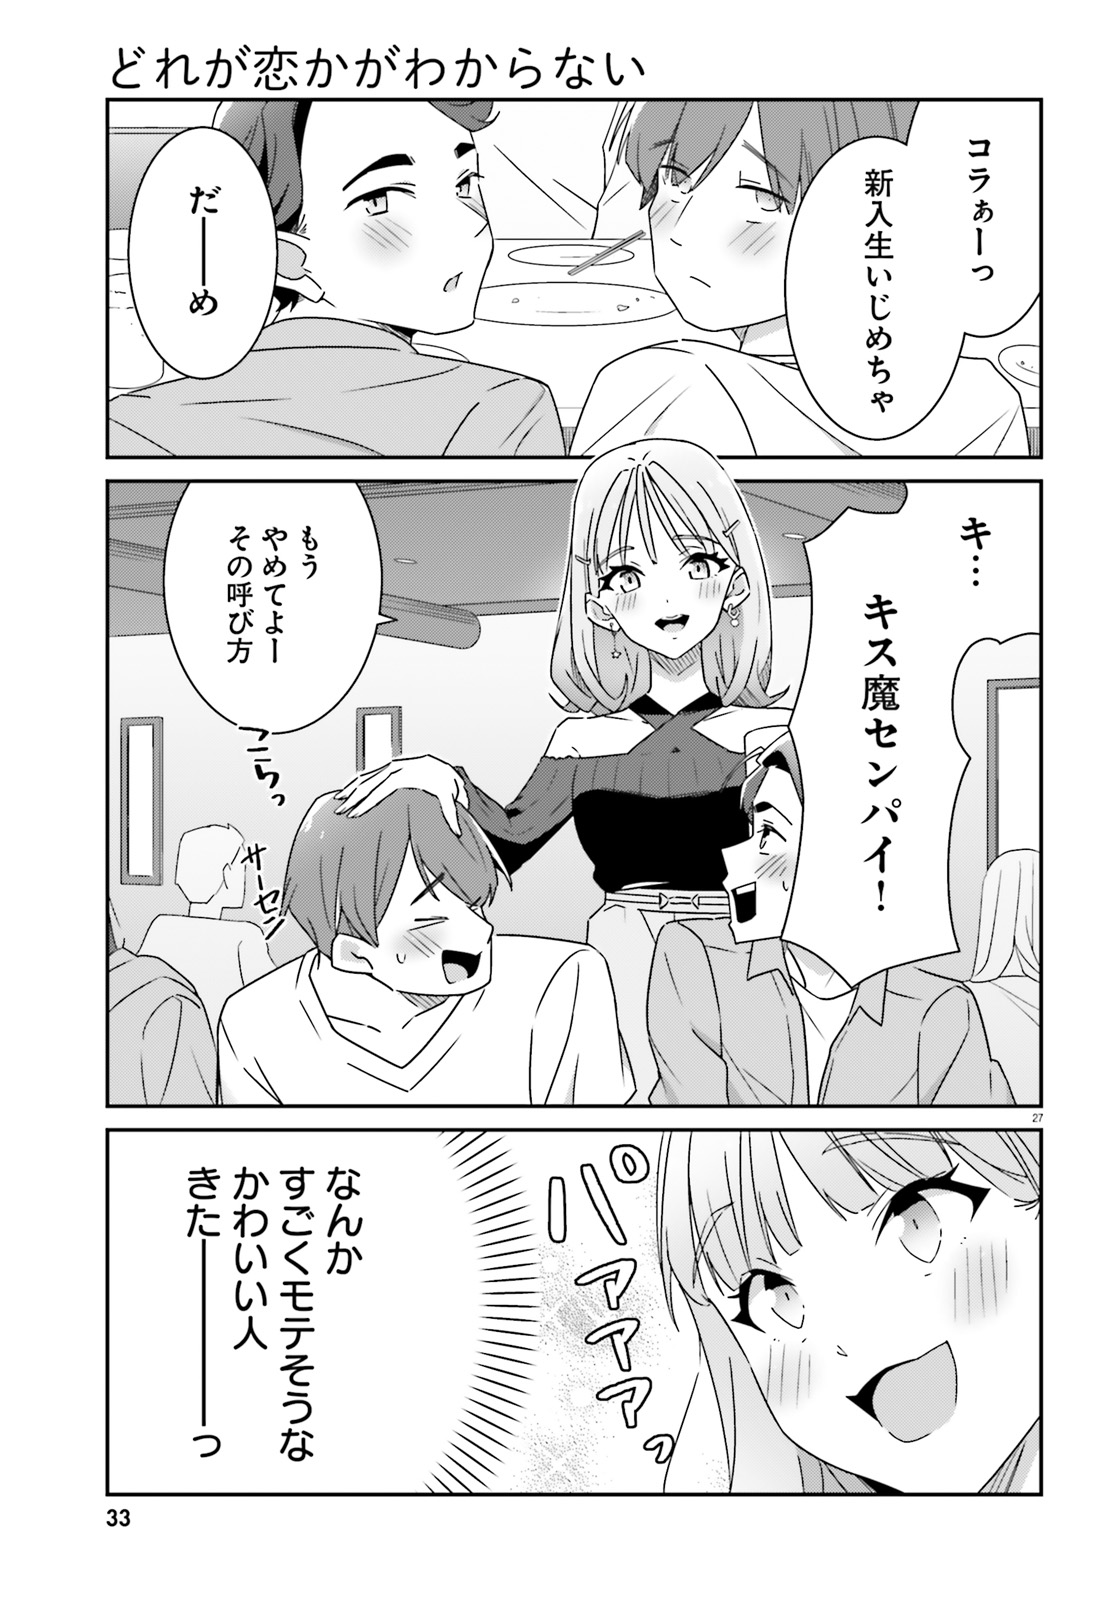 どれが恋かがわからない
コラぁーっ
新入生いじめちゃ
だーーめ
キ…
キス魔センパイ！
もう
やめてよー
その呼び方
こらっ
サーセン
27
パァァァァっ
なんか
すごくモテそうな
かわいい人
きたーーーっ
33